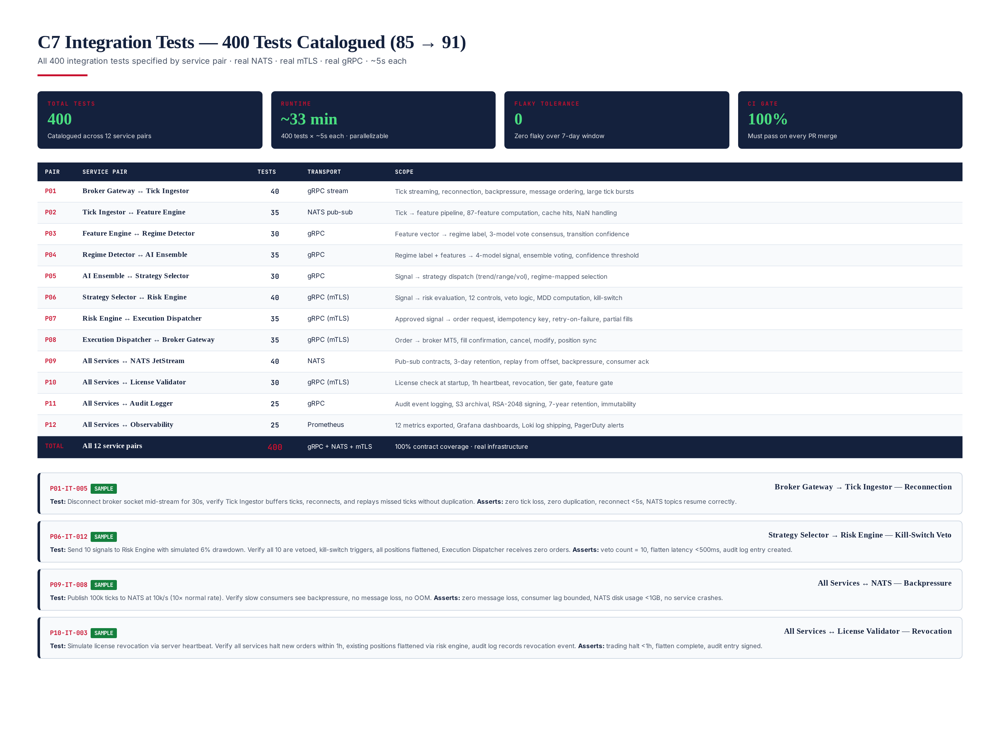 C7 Integration Tests — 400 Tests Catalogued (85 → 91)
All 400 integration tests specified by service pair · real NATS · real mTLS · real gRPC · ~5s each
TOTAL TESTS
400
Catalogued across 12 service pairs
RUNTIME
~33 min
400 tests × ~5s each · parallelizable
FLAKY TOLERANCE
0
Zero flaky over 7-day window
CI GATE
100%
Must pass on every PR merge
PAIR SERVICE PAIR TESTS TRANSPORT SCOPE
P01 Broker Gateway ↔ Tick Ingestor 40 gRPC stream Tick streaming, reconnection, backpressure, message ordering, large tick bursts
P02 Tick Ingestor ↔ Feature Engine 35 NATS pub-sub Tick → feature pipeline, 87-feature computation, cache hits, NaN handling
P03 Feature Engine ↔ Regime Detector 30 gRPC Feature vector → regime label, 3-model vote consensus, transition confidence
P04 Regime Detector ↔ AI Ensemble 35 gRPC Regime label + features → 4-model signal, ensemble voting, confidence threshold
P05 AI Ensemble ↔ Strategy Selector 30 gRPC Signal → strategy dispatch (trend/range/vol), regime-mapped selection
P06 Strategy Selector ↔ Risk Engine 40 gRPC (mTLS) Signal → risk evaluation, 12 controls, veto logic, MDD computation, kill-switch
P07 Risk Engine ↔ Execution Dispatcher 35 gRPC (mTLS) Approved signal → order request, idempotency key, retry-on-failure, partial fills
P08 Execution Dispatcher ↔ Broker Gateway 35 gRPC (mTLS) Order → broker MT5, fill confirmation, cancel, modify, position sync
P09 All Services ↔ NATS JetStream 40 NATS Pub-sub contracts, 3-day retention, replay from offset, backpressure, consumer ack
P10 All Services ↔ License Validator 30 gRPC (mTLS) License check at startup, 1h heartbeat, revocation, tier gate, feature gate
P11 All Services ↔ Audit Logger 25 gRPC Audit event logging, S3 archival, RSA-2048 signing, 7-year retention, immutability
P12 All Services ↔ Observability 25 Prometheus 12 metrics exported, Grafana dashboards, Loki log shipping, PagerDuty alerts
TOTAL All 12 service pairs 400 gRPC + NATS + mTLS 100% contract coverage · real infrastructure
P01-IT-005 SAMPLE Broker Gateway → Tick Ingestor — Reconnection
Test: Disconnect broker socket mid-stream for 30s, verify Tick Ingestor buffers ticks, reconnects, and replays missed ticks without duplication. Asserts: zero tick loss, zero duplication, reconnect <5s, NATS topics resume correctly.
P06-IT-012 SAMPLE Strategy Selector → Risk Engine — Kill-Switch Veto
Test: Send 10 signals to Risk Engine with simulated 6% drawdown. Verify all 10 are vetoed, kill-switch triggers, all positions flattened, Execution Dispatcher receives zero orders. Asserts: veto count = 10, flatten latency <500ms, audit log entry created.
P09-IT-008 SAMPLE All Services ↔ NATS — Backpressure
Test: Publish 100k ticks to NATS at 10k/s (10× normal rate). Verify slow consumers see backpressure, no message loss, no OOM. Asserts: zero message loss, consumer lag bounded, NATS disk usage <1GB, no service crashes.
P10-IT-003 SAMPLE All Services ↔ License Validator — Revocation
Test: Simulate license revocation via server heartbeat. Verify all services halt new orders within 1h, existing positions flattened via risk engine, audit log records revocation event. Asserts: trading halt <1h, flatten complete, audit entry signed.